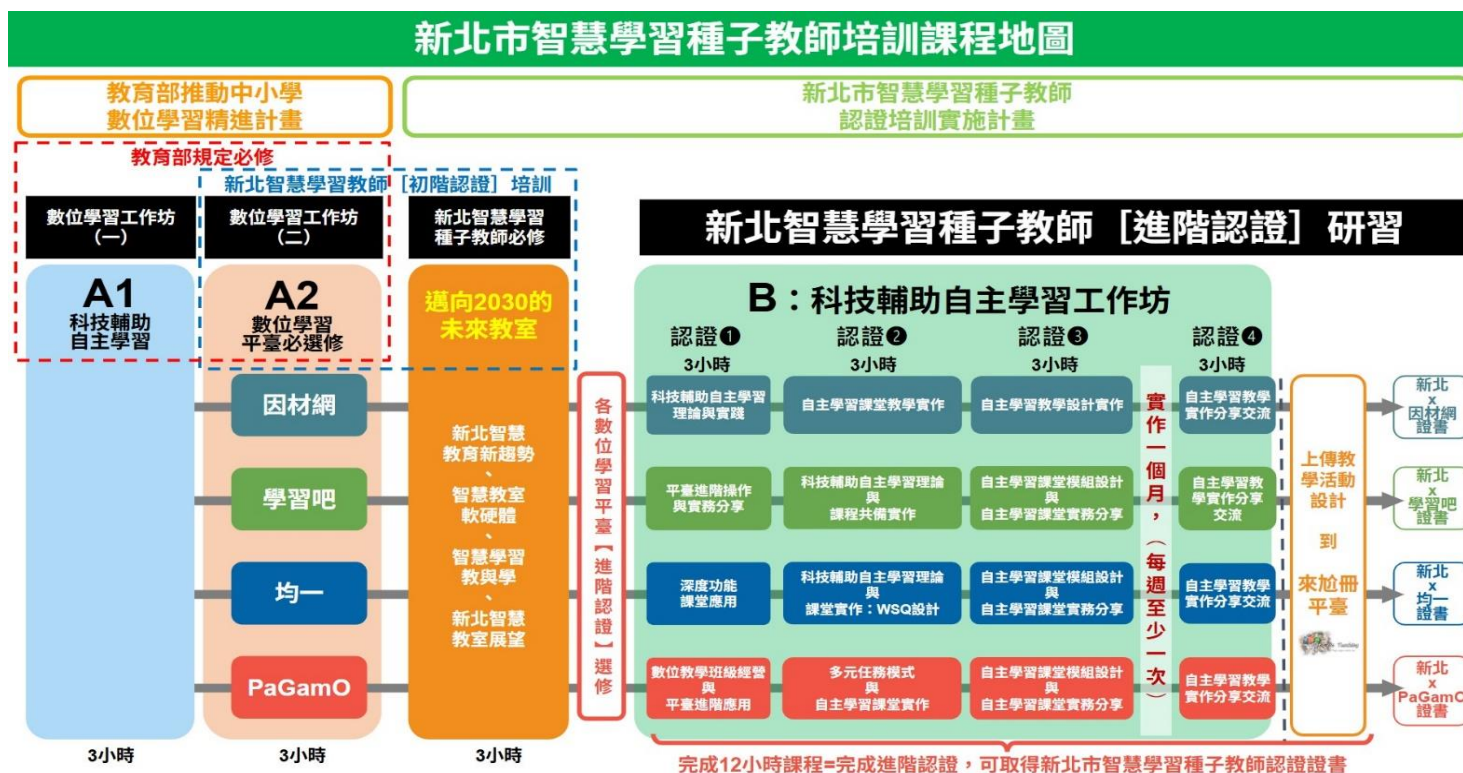 新北市智慧學習種子教師培訓課程地圖
教育部推動中小學
數位學習精進計畫
新北市智慧學習種子教師
認證培訓實施計畫
教育部規定必修
新北智慧學習教師［初階認證］培訓
數位學習工作坊
（一）
數位學習工作坊
（二）
新北智慧學習
種子教師必修
新北智慧學習種子教師［進階認證］研習
A1
科技輔助
自主學習
3小時
A2
數位學習
平臺必選修
因材網
學習吧
均一
PaGamO
3小時
邁向2030的
未來教室
新北智慧
教育新趨勢
、
智慧教室
軟硬體
、
智慧學習
教與學
、
新北智慧
教室展望
3小時
各數位學習平臺【進階認證】選修
B：科技輔助自主學習工作坊
認證❶
3小時
認證❷
3小時
認證❸
3小時
認證❹
3小時
科技輔助自主學習
理論與實踐
自主學習課堂教學實作
自主學習教學設計實作
自主學習教學
實作分享交流
新北
x
因材網
證書
平臺進階操作
與實務分享
科技輔助自主學習理論
與
課程共備實作
自主學習課堂模組設計
與
自主學習課堂實務分享
自主學習教
學實作分享
交流
新北
x
學習吧
證書
深度功能
課堂應用
科技輔助自主學習理論
與
課堂實作：WSQ設計
自主學習課堂模組設計
與
自主學習課堂實務分享
自主學習教學
實作分享交流
新北
x
均一
證書
數位教學班級經營
與
平臺進階應用
多元任務模式
與
自主學習課堂實作
自主學習課堂模組設計
與
自主學習課堂實務分享
自主學習教學
實作分享交流
新北
x
PaGamO
證書
實作一個月，（每週至少一次）
上傳教
學活動
設計
到
來尬冊
平臺
完成12小時課程=完成進階認證，可取得新北市智慧學習種子教師認證證書